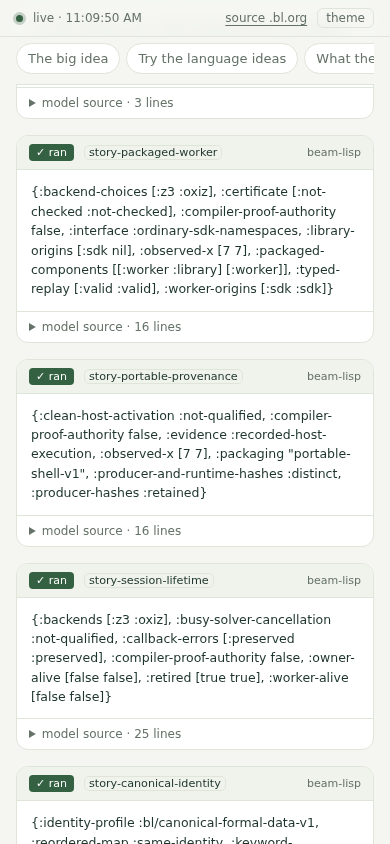 live · 11:09:50 AM
source .bl.org
theme
The big idea
Try the language ideas
What the
model source · 3 lines
✓ ran story-packaged-worker beam-lisp
{:backend-choices [:z3 :oxiz], :certificate [:not-
checked :not-checked], :compiler-proof-authority
false, :interface :ordinary-sdk-namespaces, :library-
origins [:sdk nil], :observed-x [7 7], :packaged-
components [[:worker :library] [:worker]], :typed-
replay [:valid :valid], :worker-origins [:sdk :sdk]}
model source · 16 lines
✓ ran story-portable-provenance beam-lisp
{:clean-host-activation :not-qualified, :compiler-
proof-authority false, :evidence :recorded-host-
execution, :observed-x [7 7], :packaging "portable-
shell-v1", :producer-and-runtime-hashes :distinct,
:producer-hashes :retained}
model source · 16 lines
✓ ran story-session-lifetime beam-lisp
{:backends [:z3 :oxiz], :busy-solver-cancellation
:not-qualified, :callback-errors [:preserved
:preserved], :compiler-proof-authority false, :owner-
alive [false false], :retired [true true], :worker-alive
[false false]}
model source · 25 lines
✓ ran story-canonical-identity beam-lisp
{:identity-profile :bl/canonical-formal-data-v1,
:reordered-map :same-identity, :keyword-